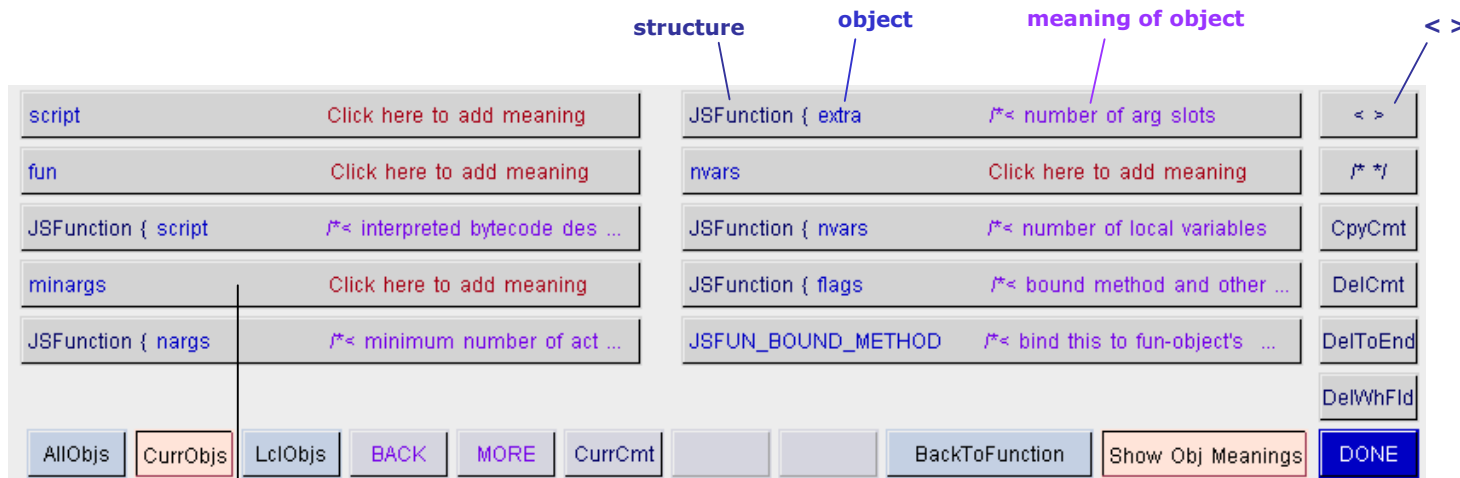 structure object meaning of object < >
script Click here to add meaning JSFunction { extra /*< number of arg slots < >
fun Click here to add meaning nvars Click here to add meaning /* */
JSFunction { script /*< interpreted bytecode des ... JSFunction { nvars /*< number of local variables CpyCmt
minargs Click here to add meaning JSFunction { flags /*< bound method and other ... DelCmt
JSFunction { nargs /*< minimum number of act ... JSFUN_BOUND_METHOD /*< bind this to fun-object's ... DelToEnd
DelWhFld
AllObjs CurrObjs LclObjs BACK MORE CurrCmt BackToFunction Show Obj Meanings DONE